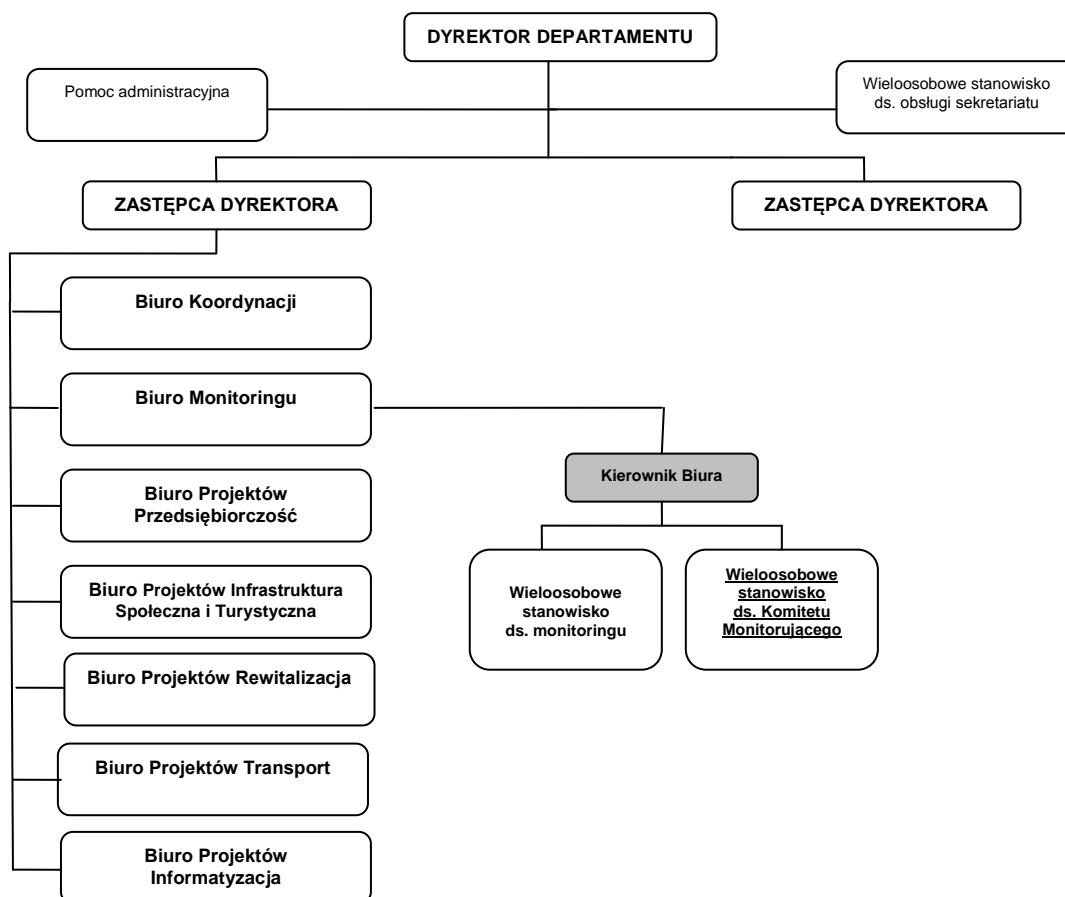 DYREKTOR DEPARTAMENTU
Pomoc administracyjna
Wieloosobowe stanowisko
ds. obsługi sekretariatu
ZASTĘPCA DYREKTORA
ZASTĘPCA DYREKTORA
Biuro Koordynacji
Biuro Monitoringu
Kierownik Biura
Biuro Projektów
Przedsiębiorczość
Wieloosobowe
stanowisko
ds. monitoringu
Wieloosobowe
stanowisko
ds. Komitetu
Monitorującego
Biuro Projektów Infrastruktura
Społeczna i Turystyczna
Biuro Projektów Rewitalizacja
Biuro Projektów Transport
Biuro Projektów
Informatyzacja